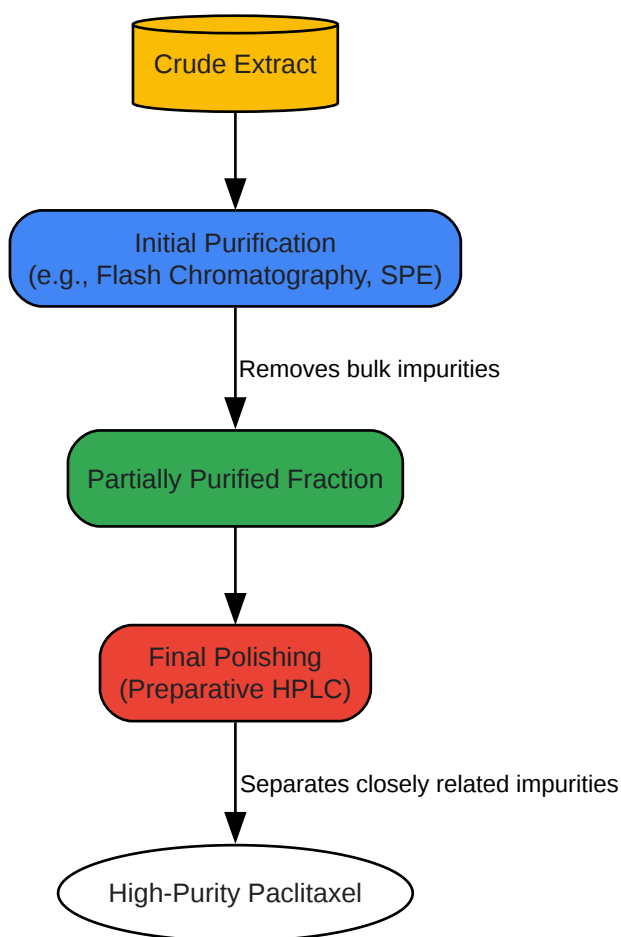 Crude Extract
Initial Purification
(e.g., Flash Chromatography, SPE)
Removes bulk impurities
Partially Purified Fraction
Final Polishing
(Preparative HPLC)
Separates closely related impurities
High-Purity Paclitaxel